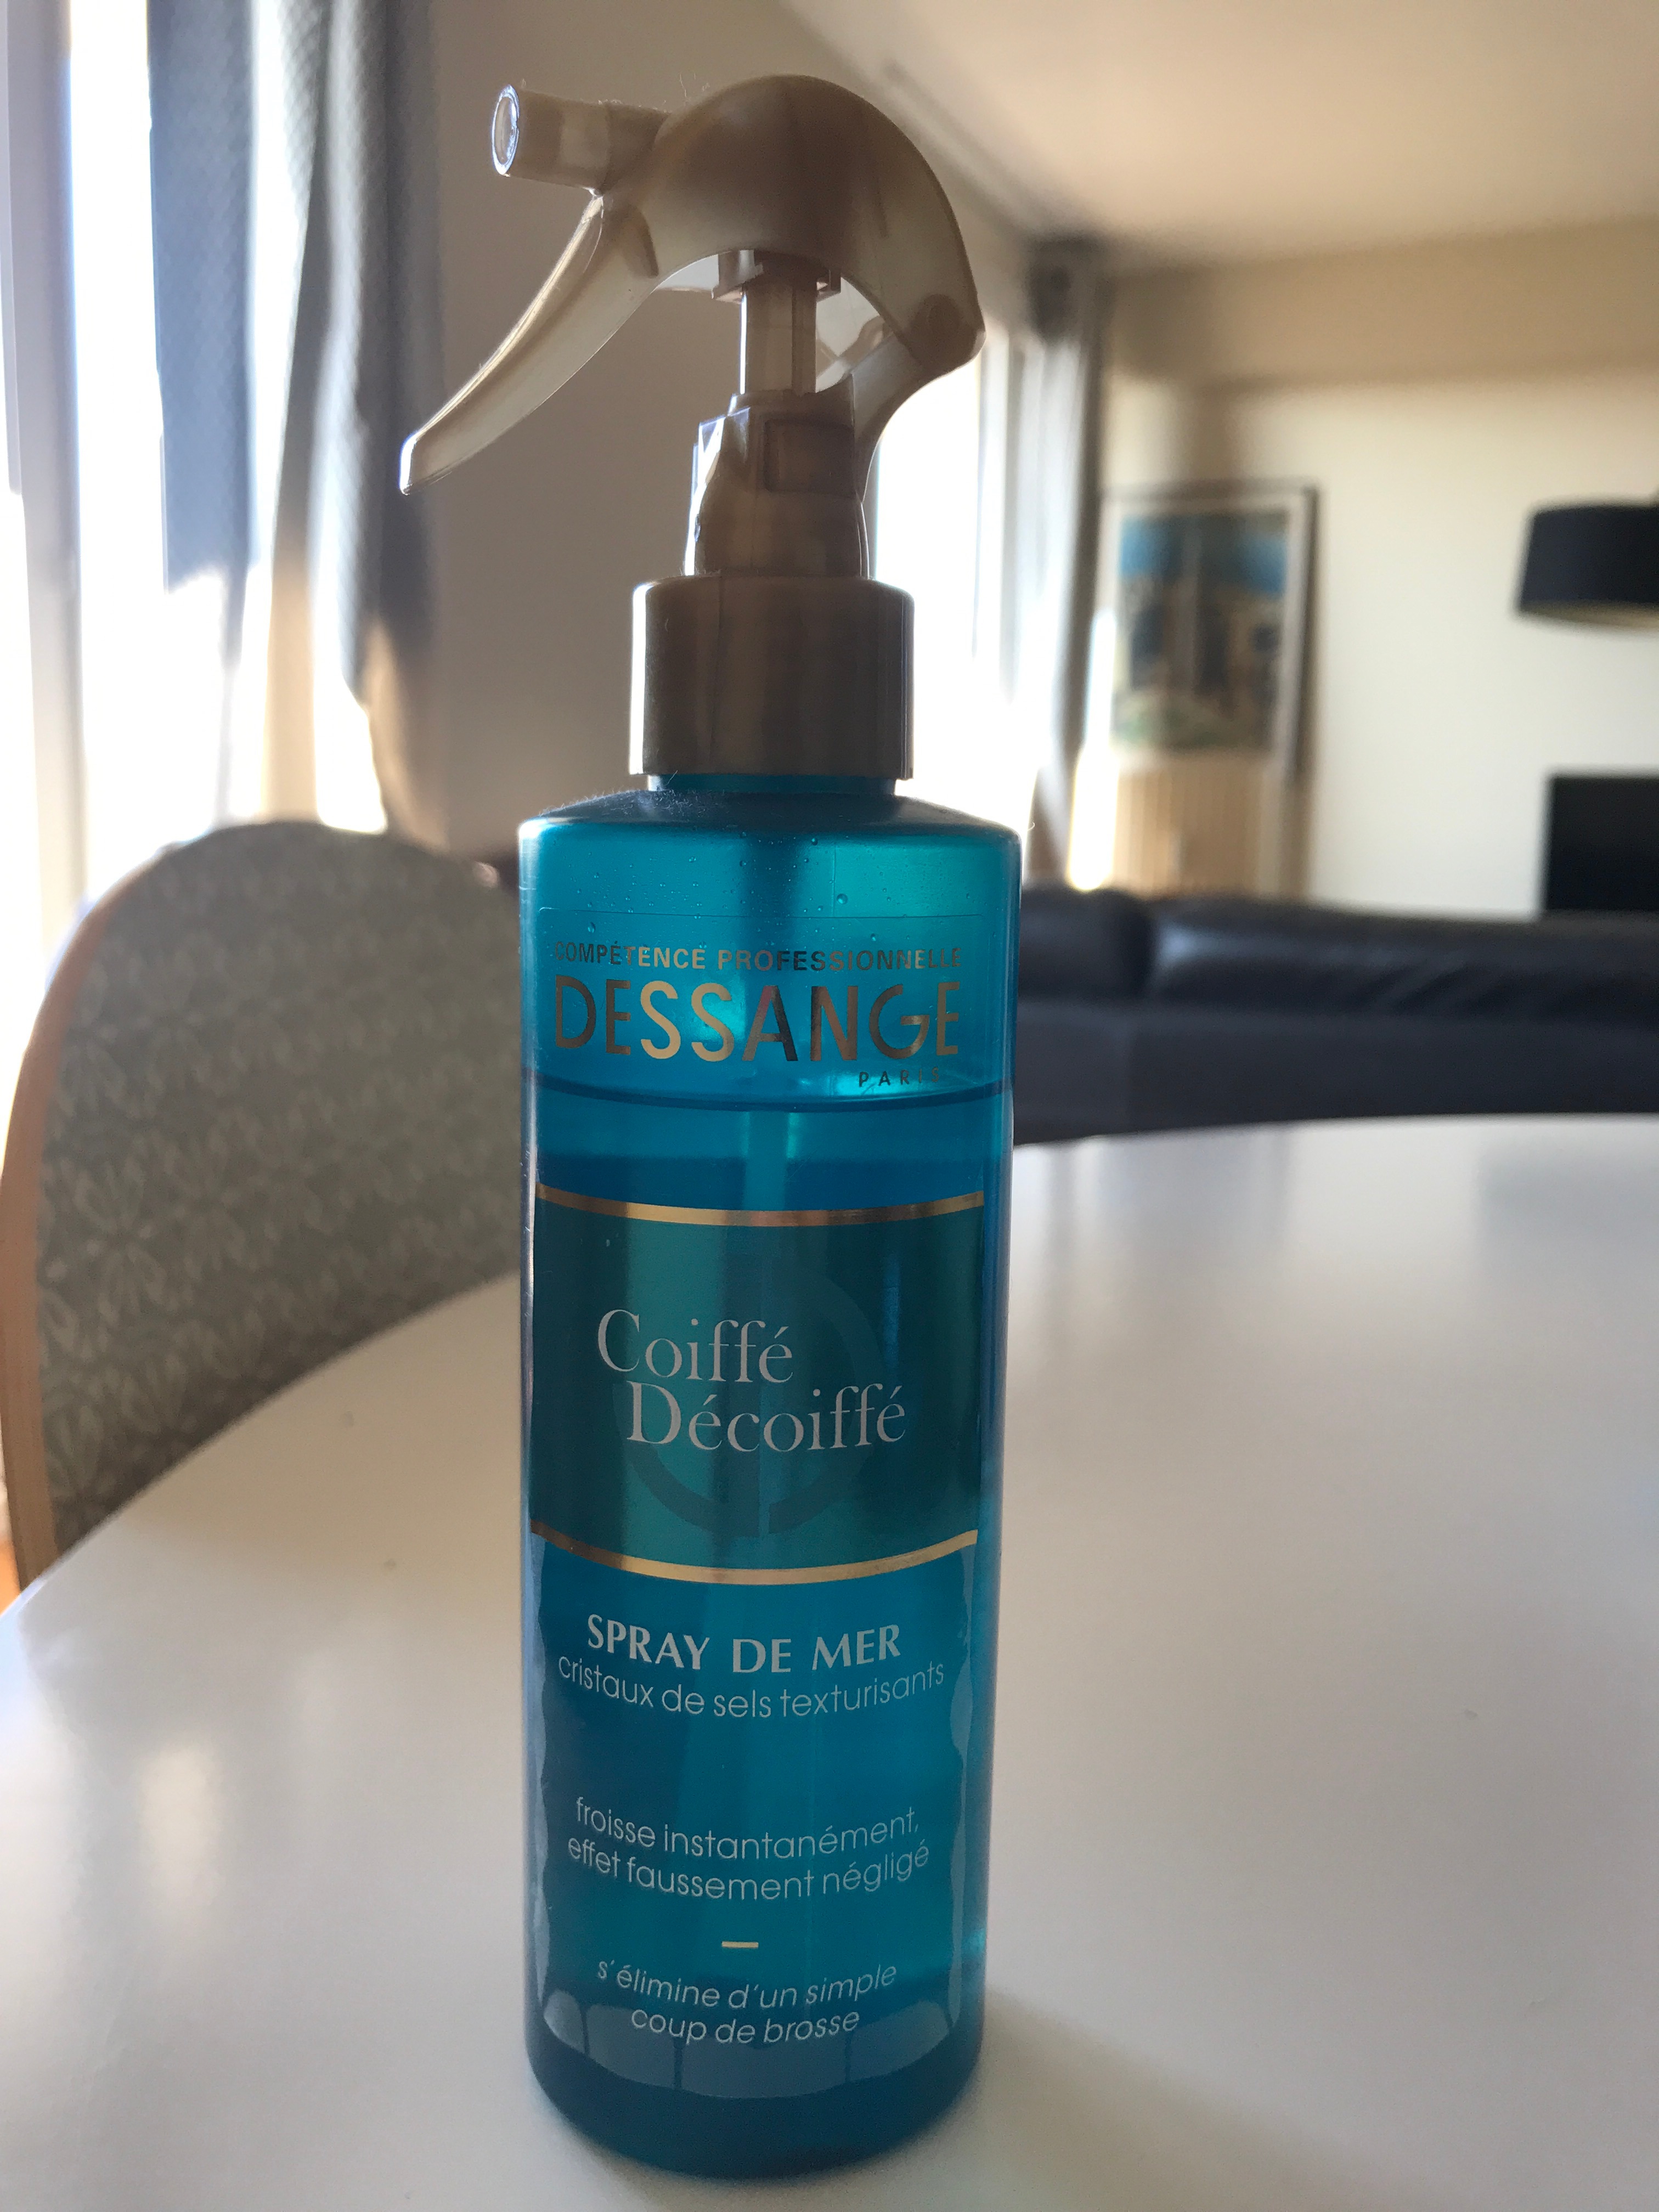 COMPÉTENCE PROFESSIONNELLE
DESSANGE
PARIS
Coiffé
Décoiffé
SPRAY DE MER
cristaux de sels texturisants
froisse instantanément,
effet faussement négligé
s'élimine d'un simple
coup de brosse